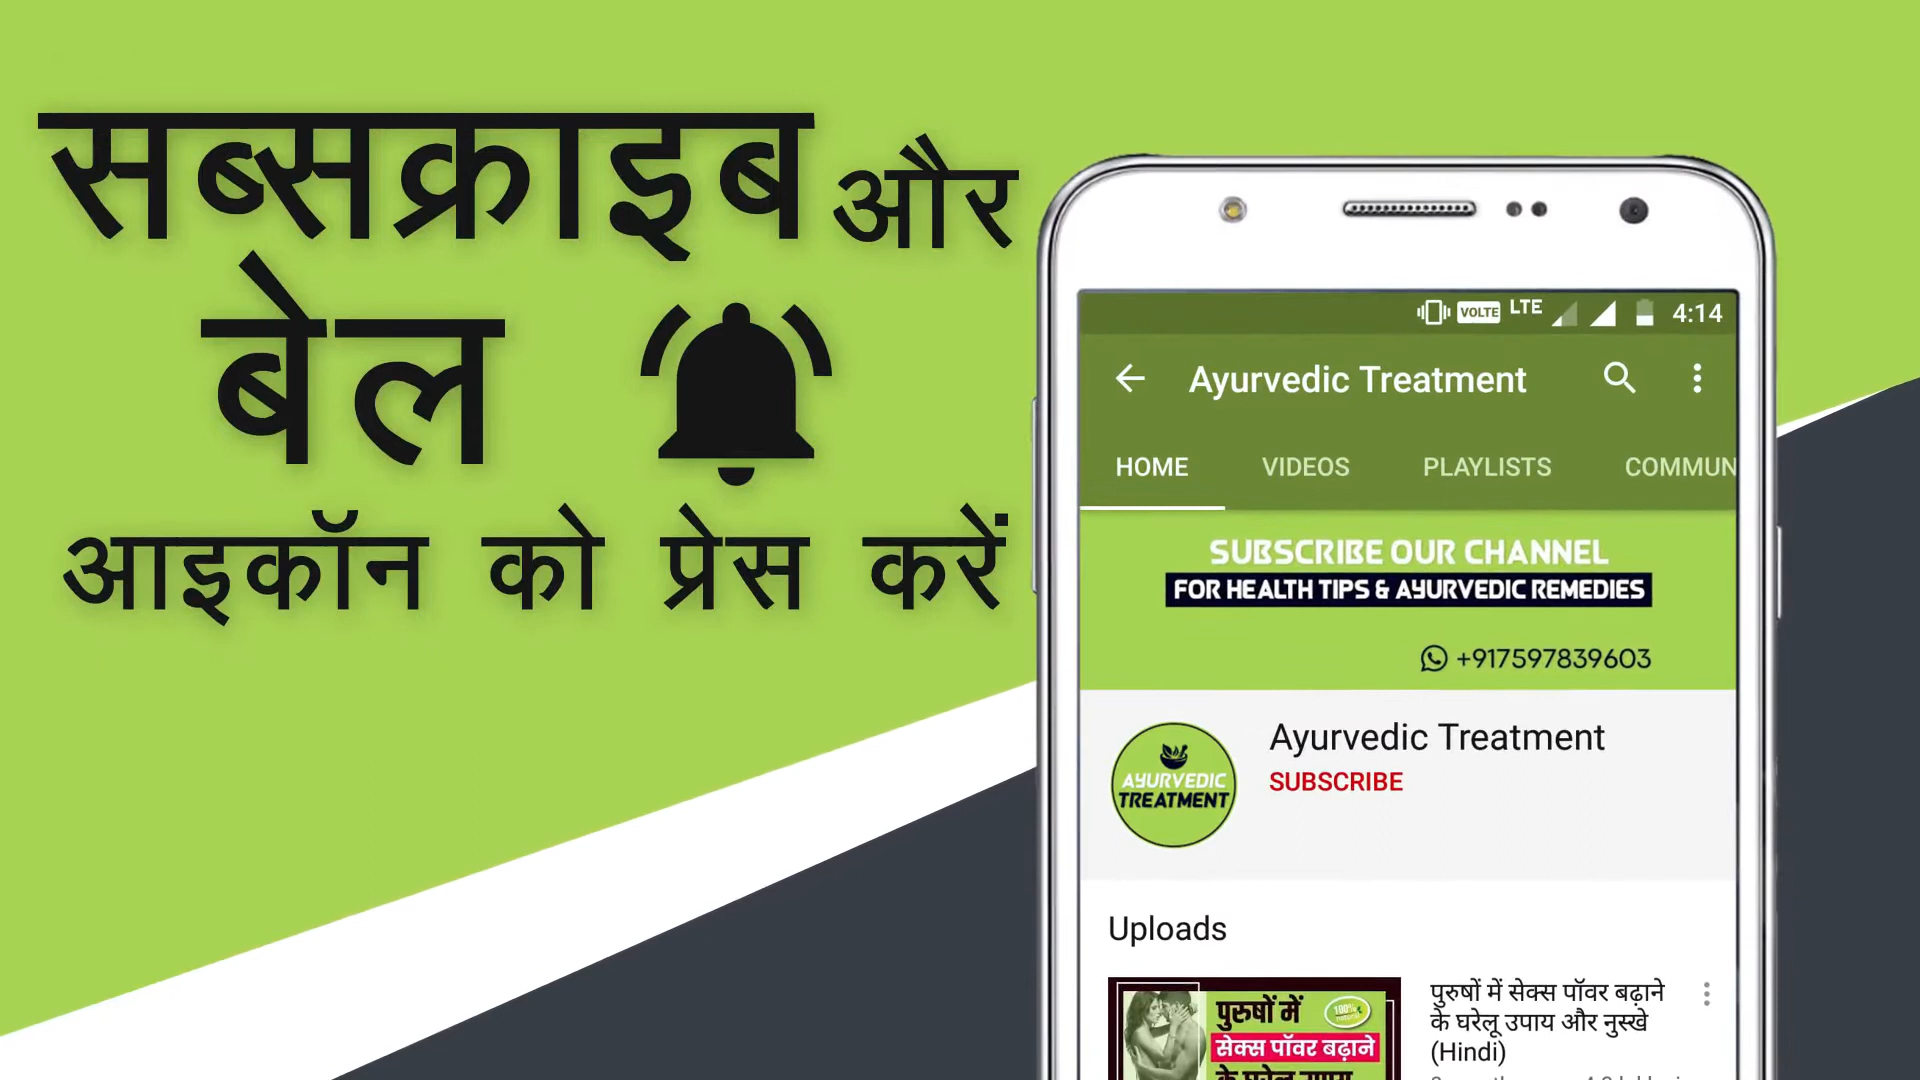 सब्सक्राइब और
बेल
आइकॉन को प्रेस करें
VOLTE LTE 4:14
Ayurvedic Treatment
HOME VIDEOS PLAYLISTS COMMUN
SUBSCRIBE OUR CHANNEL
FOR HEALTH TIPS & AYURVEDIC REMEDIES
+917597839603
AYURVEDIC
TREATMENT
Ayurvedic Treatment
SUBSCRIBE
Uploads
पुरुषों में
100%
सेक्स पॉवर बढ़ाने
पुरुषों में सेक्स पॉवर बढ़ाने
के घरेलू उपाय और नुस्खे
(Hindi)